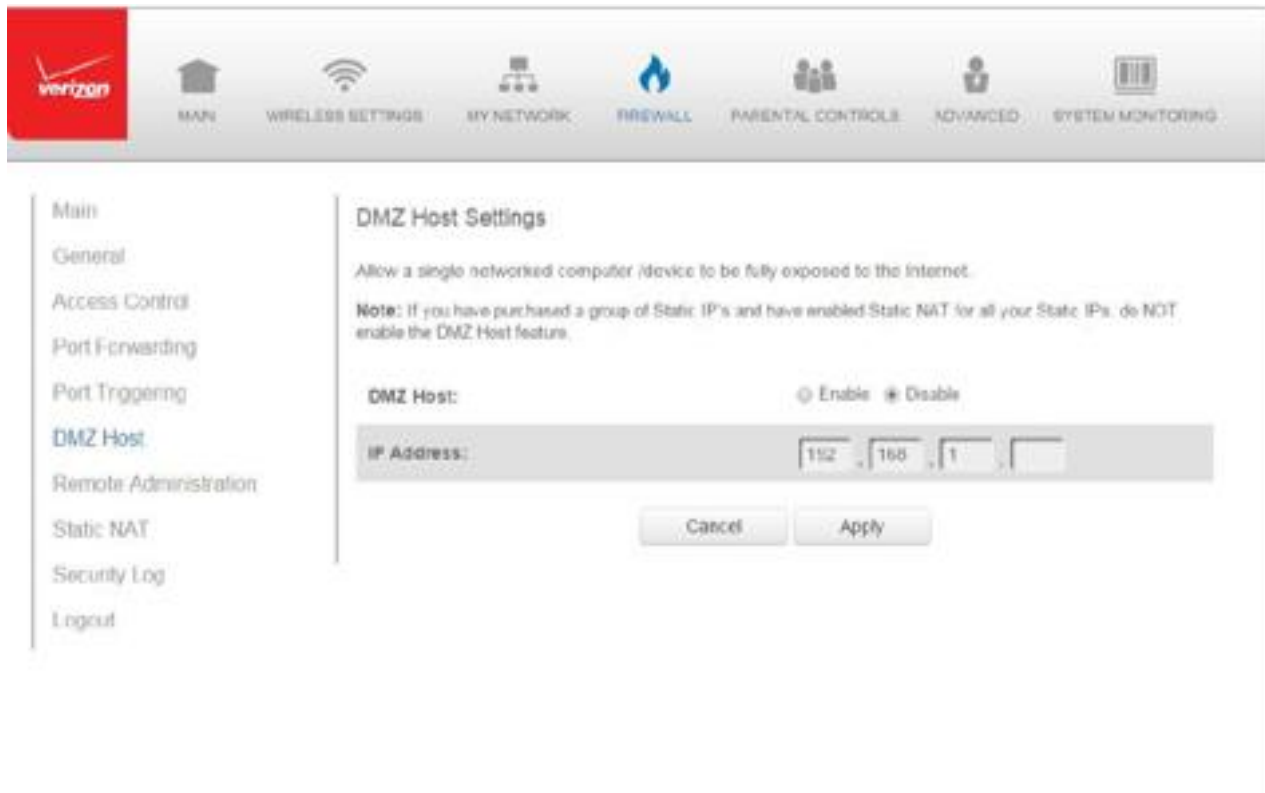 verizon
MAIN
WIRELESS SETTINGS
MY NETWORK
FIREWALL
PARENTAL CONTROLS
ADVANCED
SYSTEM MONITORING
Main
General
Access Control
Port Forwarding
Port Triggering
DMZ Host
Remote Administration
Static NAT
Security Log
Logout
DMZ Host Settings
Allow a single networked computer /device to be fully exposed to the Internet.
Note: If you have purchased a group of Static IP's and have enabled Static NAT for all your Static IPs, do NOT
enable the DMZ Host feature.
DMZ Host: Enable Disable
IP Address: 192 . 168 . 1 .
Cancel Apply